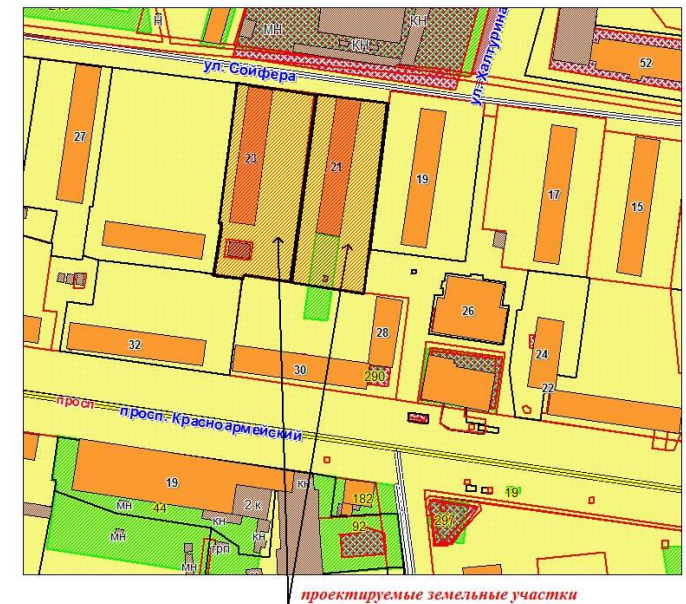 Н
МН
КН
КН
ул. Сойфера
ул. Халтурина
52
27
23
21
19
17
15
26
28
24
22
32
30
290
просп
просп. Красноармейский
19
2 к
кн
мн
44
кн
кн
мн
мн
грп
мн
182
92
19
297
проектируемые земельные участки